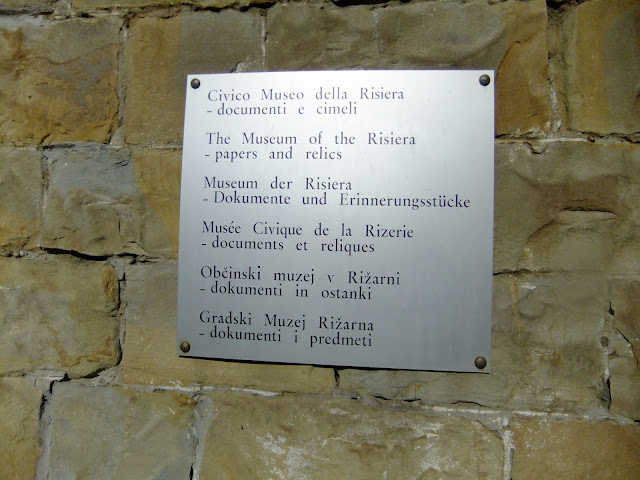 Civico Museo della Risiera
- documenti e cimeli
The Museum of the Risiera
- papers and relics
Museum der Risiera
- Dokumente und Erinnerungsstücke
Musée Civique de la Rizerie
- documents et reliques
Občinski muzej v Rižarni
- dokumenti in ostanki
Gradski Muzej Rižarna
- dokumenti i predmeti